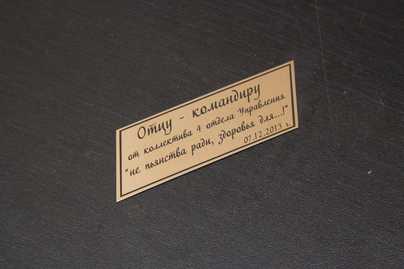 Отцу - командиру
от коллектива 4 отдела Управления
"не пьянства ради, здоровья для...!"
07.12.2013 г.